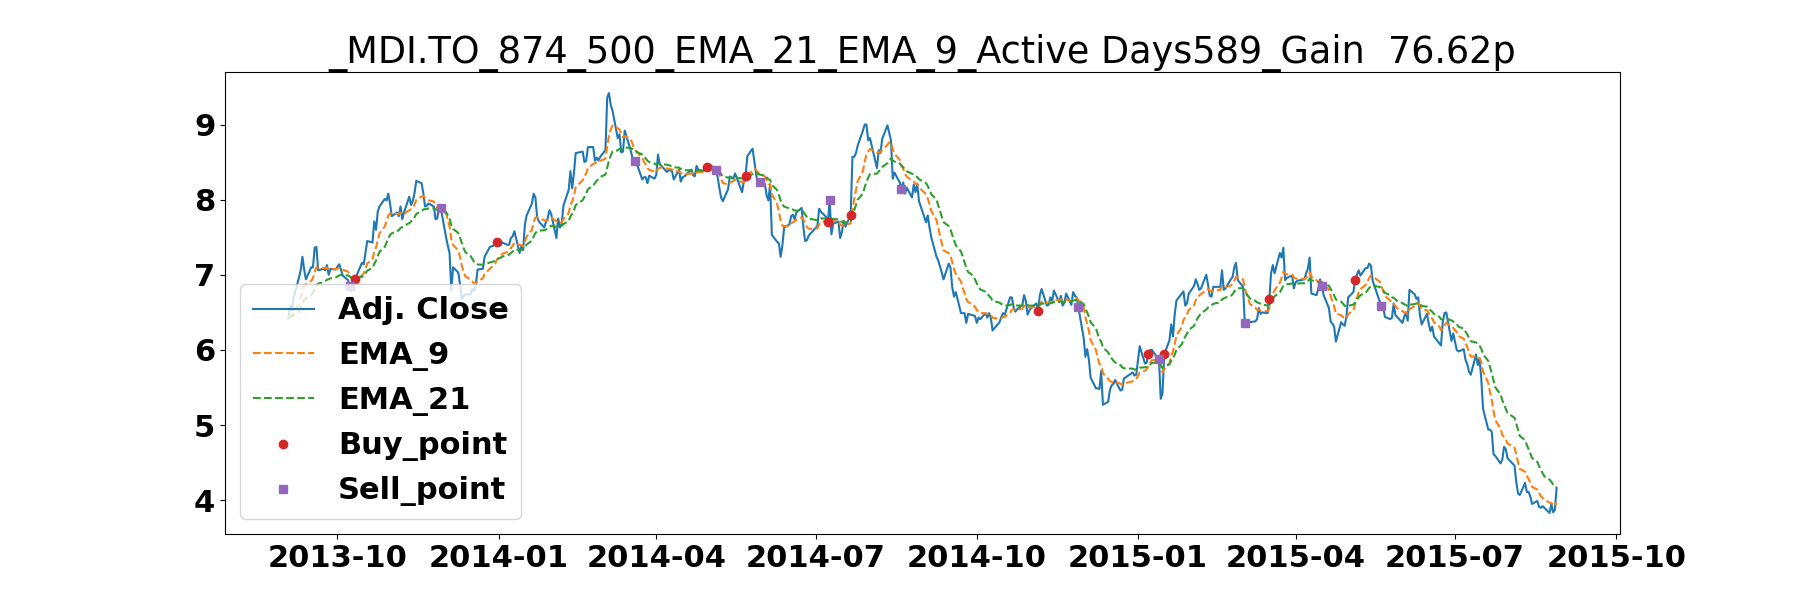 _MDI.TO_874_500_EMA_21_EMA_9_Active Days589_Gain  76.62p
9
8
7
6
5
4
Adj. Close
EMA_9
EMA_21
Buy_point
Sell_point
2013-10 2014-01 2014-04 2014-07 2014-10 2015-01 2015-04 2015-07 2015-10